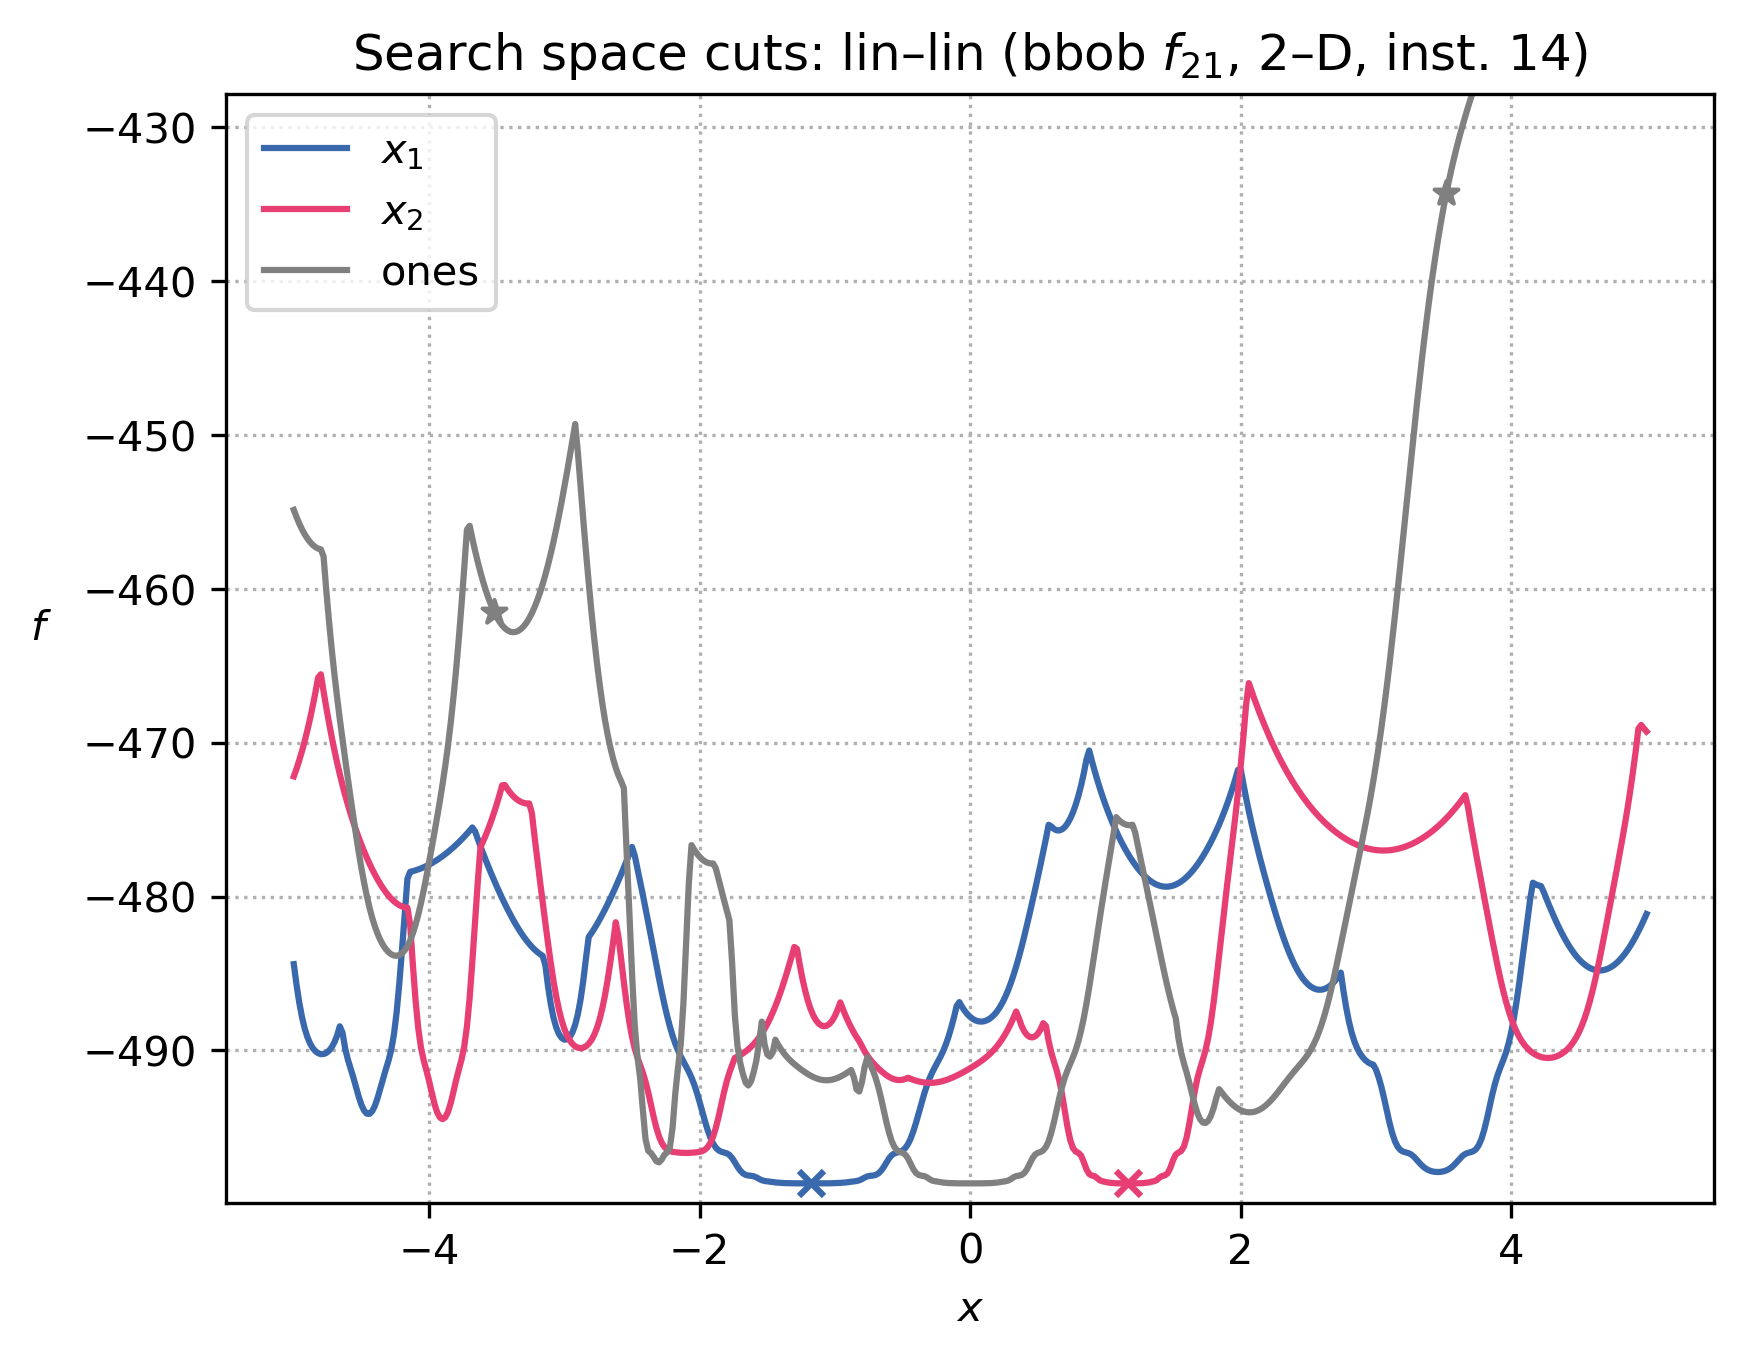 Search space cuts: lin–lin (bbob f21, 2–D, inst. 14)
x1
x2
ones
−430
−440
−450
−460
−470
−480
−490
f
−4 −2 0 2 4
x